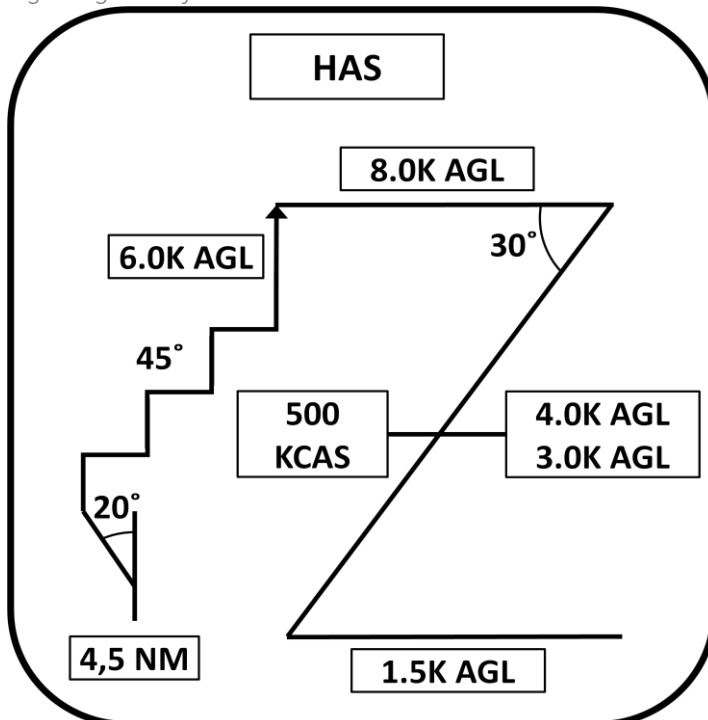 HAS
8.0K AGL
6.0K AGL
30°
45°
500
KCAS
4.0K AGL
3.0K AGL
20°
4,5 NM
1.5K AGL